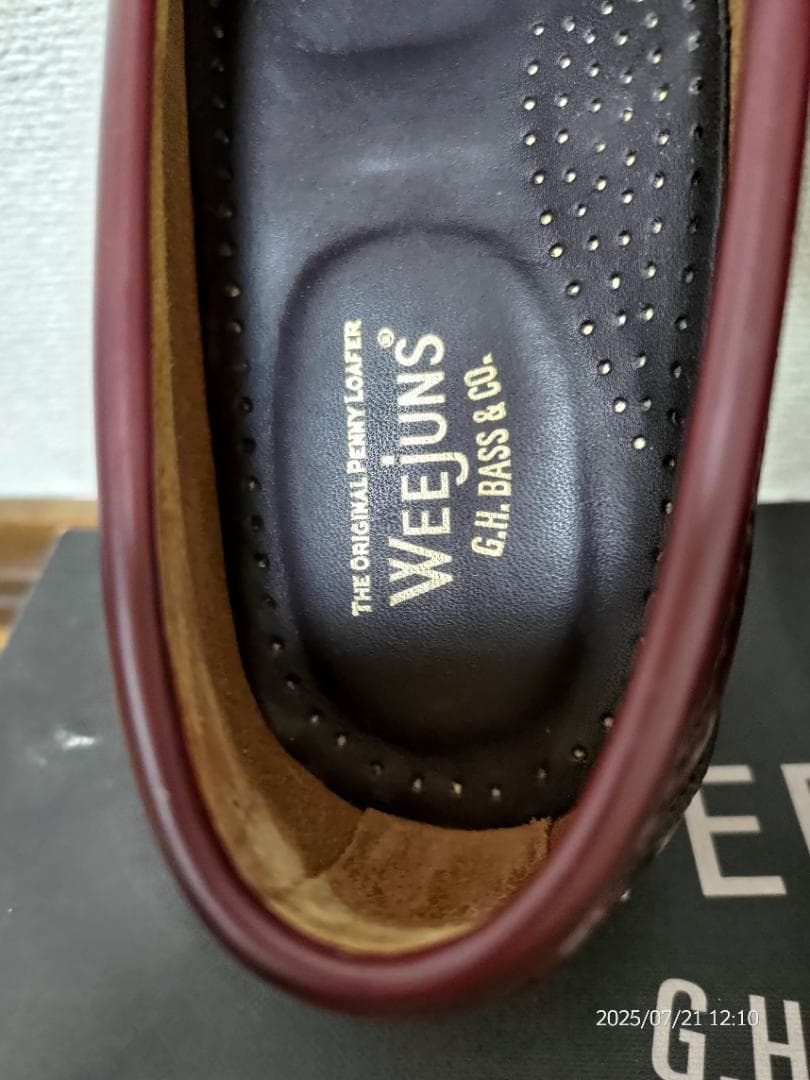 THE ORIGINAL PENNY LOAFER
WEEJUNS®
G.H. BASS & CO.
E
G.H
2025/07/21 12:10